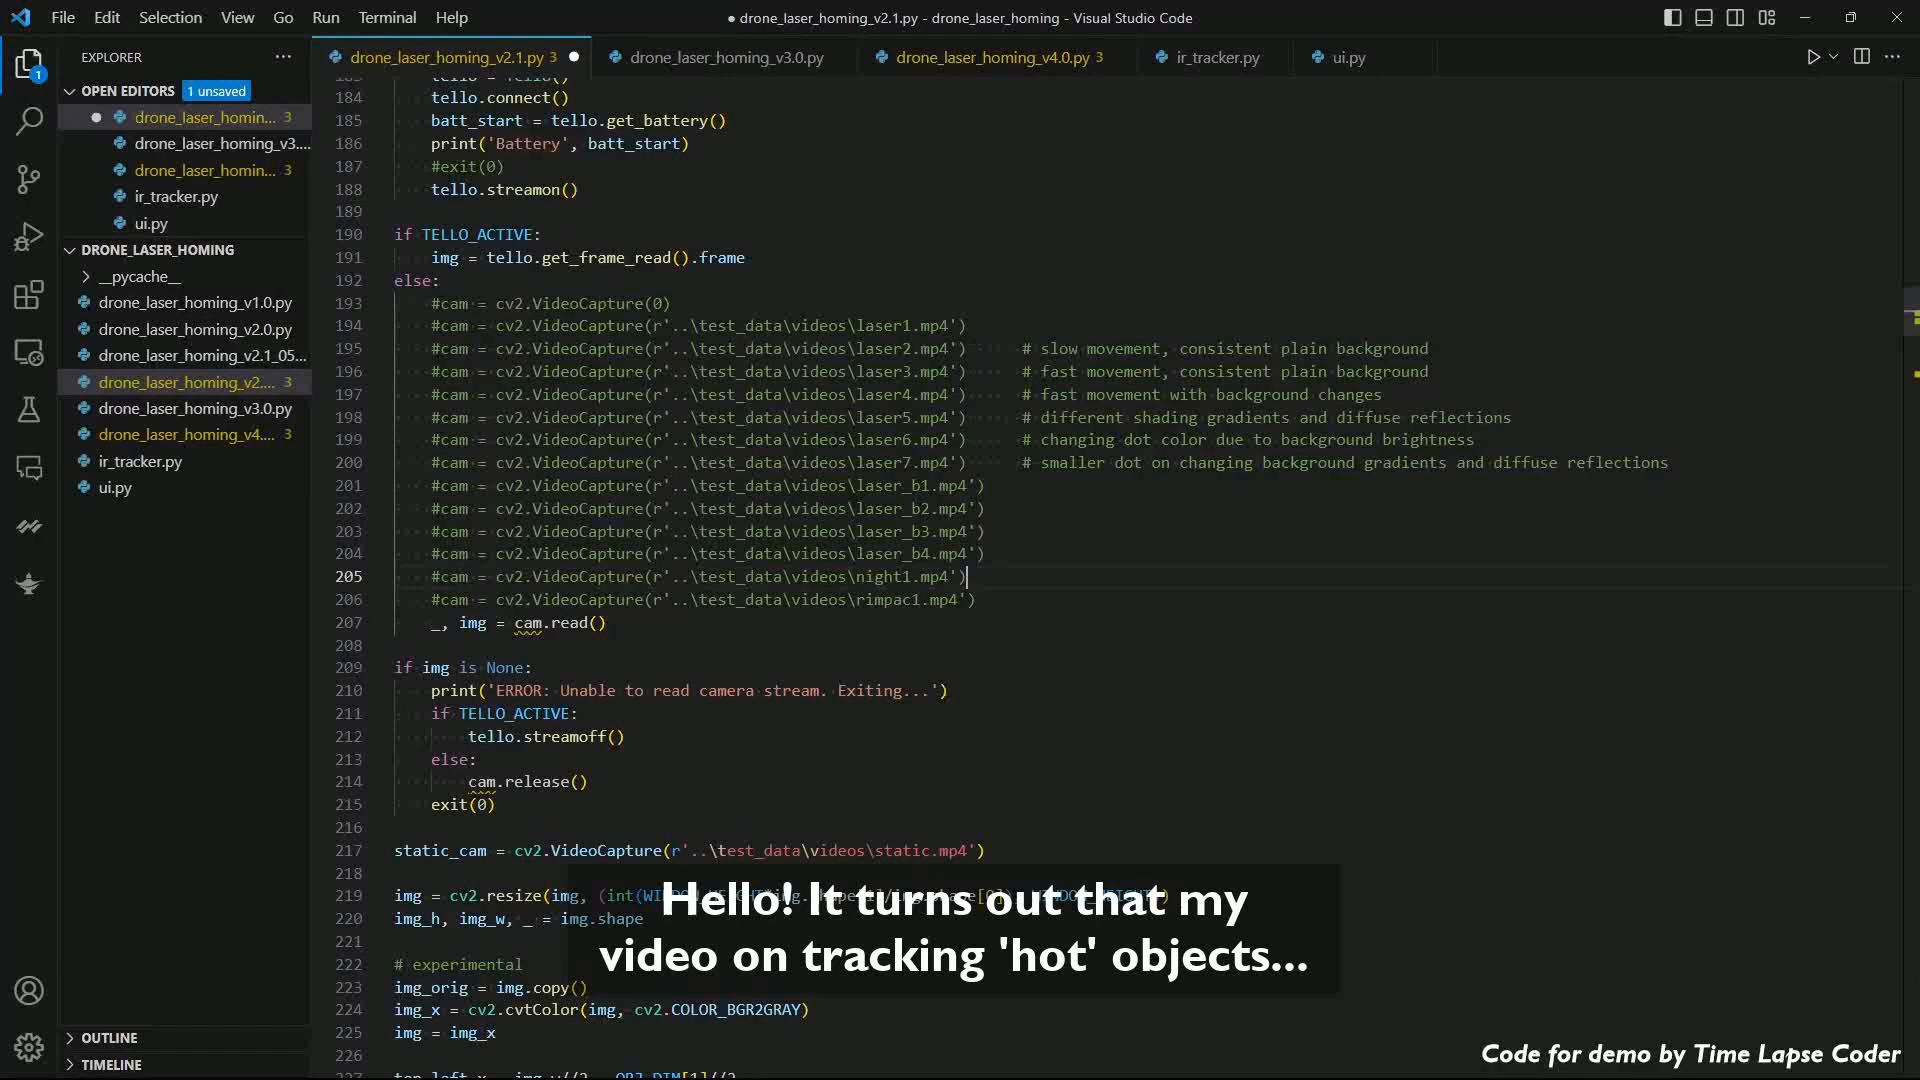 File Edit Selection View Go Run Terminal Help
● drone_laser_homing_v2.1.py - drone_laser_homing - Visual Studio Code
EXPLORER
OPEN EDITORS 1 unsaved
drone_laser_homin... 3
drone_laser_homing_v3....
drone_laser_homin... 3
ir_tracker.py
ui.py
DRONE_LASER_HOMING
__pycache__
drone_laser_homing_v1.0.py
drone_laser_homing_v2.0.py
drone_laser_homing_v2.1_05...
drone_laser_homing_v2.... 3
drone_laser_homing_v3.0.py
drone_laser_homing_v4.... 3
ir_tracker.py
ui.py
OUTLINE
TIMELINE
1
drone_laser_homing_v2.1.py 3
drone_laser_homing_v3.0.py
drone_laser_homing_v4.0.py 3
ir_tracker.py
ui.py
183 tello = Tello()
184 tello.connect()
185 batt_start = tello.get_battery()
186 print('Battery', batt_start)
187 #exit(0)
188 tello.streamon()
189
190 if TELLO_ACTIVE:
191 img = tello.get_frame_read().frame
192 else:
193 #cam = cv2.VideoCapture(0)
194 #cam = cv2.VideoCapture(r'..\test_data\videos\laser1.mp4')
195 #cam = cv2.VideoCapture(r'..\test_data\videos\laser2.mp4') # slow movement, consistent plain background
196 #cam = cv2.VideoCapture(r'..\test_data\videos\laser3.mp4') # fast movement, consistent plain background
197 #cam = cv2.VideoCapture(r'..\test_data\videos\laser4.mp4') # fast movement with background changes
198 #cam = cv2.VideoCapture(r'..\test_data\videos\laser5.mp4') # different shading gradients and diffuse reflections
199 #cam = cv2.VideoCapture(r'..\test_data\videos\laser6.mp4') # changing dot color due to background brightness
200 #cam = cv2.VideoCapture(r'..\test_data\videos\laser7.mp4') # smaller dot on changing background gradients and diffuse reflections
201 #cam = cv2.VideoCapture(r'..\test_data\videos\laser_b1.mp4')
202 #cam = cv2.VideoCapture(r'..\test_data\videos\laser_b2.mp4')
203 #cam = cv2.VideoCapture(r'..\test_data\videos\laser_b3.mp4')
204 #cam = cv2.VideoCapture(r'..\test_data\videos\laser_b4.mp4')
205 #cam = cv2.VideoCapture(r'..\test_data\videos\night1.mp4')
206 #cam = cv2.VideoCapture(r'..\test_data\videos\rimpac1.mp4')
207 _, img = cam.read()
208
209 if img is None:
210 print('ERROR: Unable to read camera stream. Exiting...')
211 if TELLO_ACTIVE:
212 tello.streamoff()
213 else:
214 cam.release()
215 exit(0)
216
217 static_cam = cv2.VideoCapture(r'..\test_data\videos\static.mp4')
218
219 img = cv2.resize(img, (int(
220 img_h, img_w, _ = img.shape
221
222 # experimental
223 img_orig = img.copy()
224 img_x = cv2.cvtColor(img, cv2.COLOR_BGR2GRAY)
225 img = img_x
226
Hello! It turns out that my
video on tracking 'hot' objects...
Code for demo by Time Lapse Coder